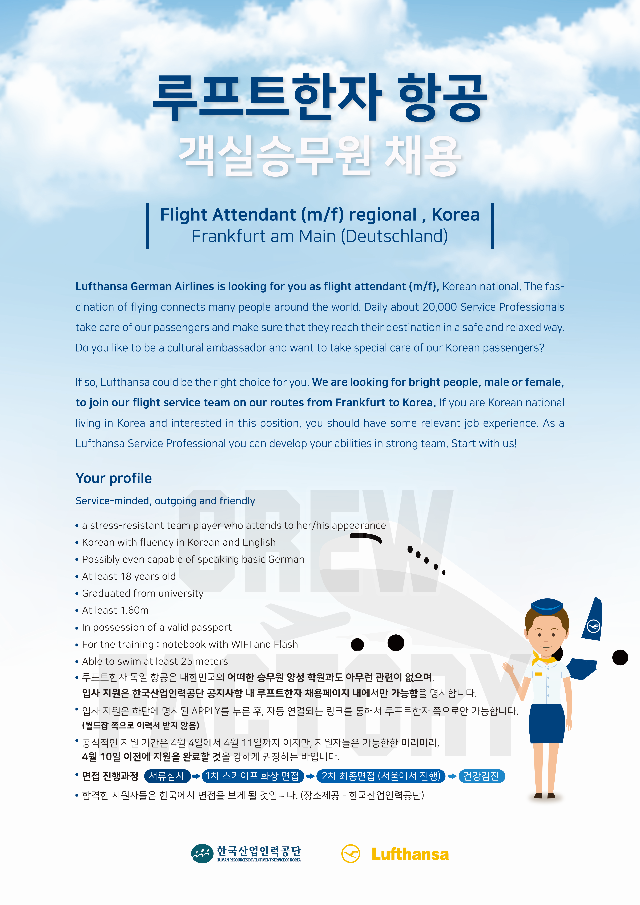 루프트한자 항공
객실승무원 채용
Flight Attendant (m/f) regional , Korea
Frankfurt am Main (Deutschland)
Lufthansa German Airlines is looking for you as flight attendant (m/f), Korean national. The fas-
cination of flying connects many people around the world. Daily about 20,000 Service Professionals
take care of our passengers and make sure that they reach their destination in a safe and relaxed way.
Do you like to be a cultural ambassador and want to take special care of our Korean passengers?
If so, Lufthansa could be the right choice for you. We are looking for bright people, male or female,
to join our flight service team on our routes from Frankfurt to Korea. If you are Korean national
living in Korea and interested in this position, you should have some relevant job experience. As a
Lufthansa Service Professional you can develop your abilities in strong team. Start with us!
Your profile
Service-minded, outgoing and friendly
CREW
FACTORY
• a stress-resistant team player who attends to her/his appearance
• Korean with fluency in Korean and English
• Possibly even capable of speaking basic German
• At least 18 years old
• Graduated from university
• At least 1.60m
• In possession of a valid passport
• For the training : notebook with WIFI and Flash
• Able to swim at least 25 meters
• 루프트한자 독일 항공은 대한민국의 어떠한 승무원 양성 학원과도 아무런 관련이 없으며,
입사 지원은 한국산업인력공단 공지사항 내 루프트한자 채용페이지 내에서만 가능함을 명시합니다.
• 입사 지원은 하단에 명시된 APPLY를 누른 후, 자동 연결되는 링크를 통해서 루프트한자 쪽으로만 가능합니다.
(월드잡 쪽으로 이력서 받지 않음)
• 공식적인 지원 기간은 4월 4일에서 4월 11일까지 이지만, 지원자들은 가능한한 미리미리,
4월 10일 이전에 지원을 완료할 것을 강하게 권장하는 바입니다.
• 면접 진행과정 서류심사 1차 스카이프 화상 면접 2차 최종면접 (서울에서 진행) 건강검진
• 합격한 지원자들은 한국에서 면접을 보게 될 것입니다. (장소제공 - 한국산업인력공단)
한국산업인력공단
HUMAN RESOURCES DEVELOPMENT SERVICE OF KOREA
Lufthansa